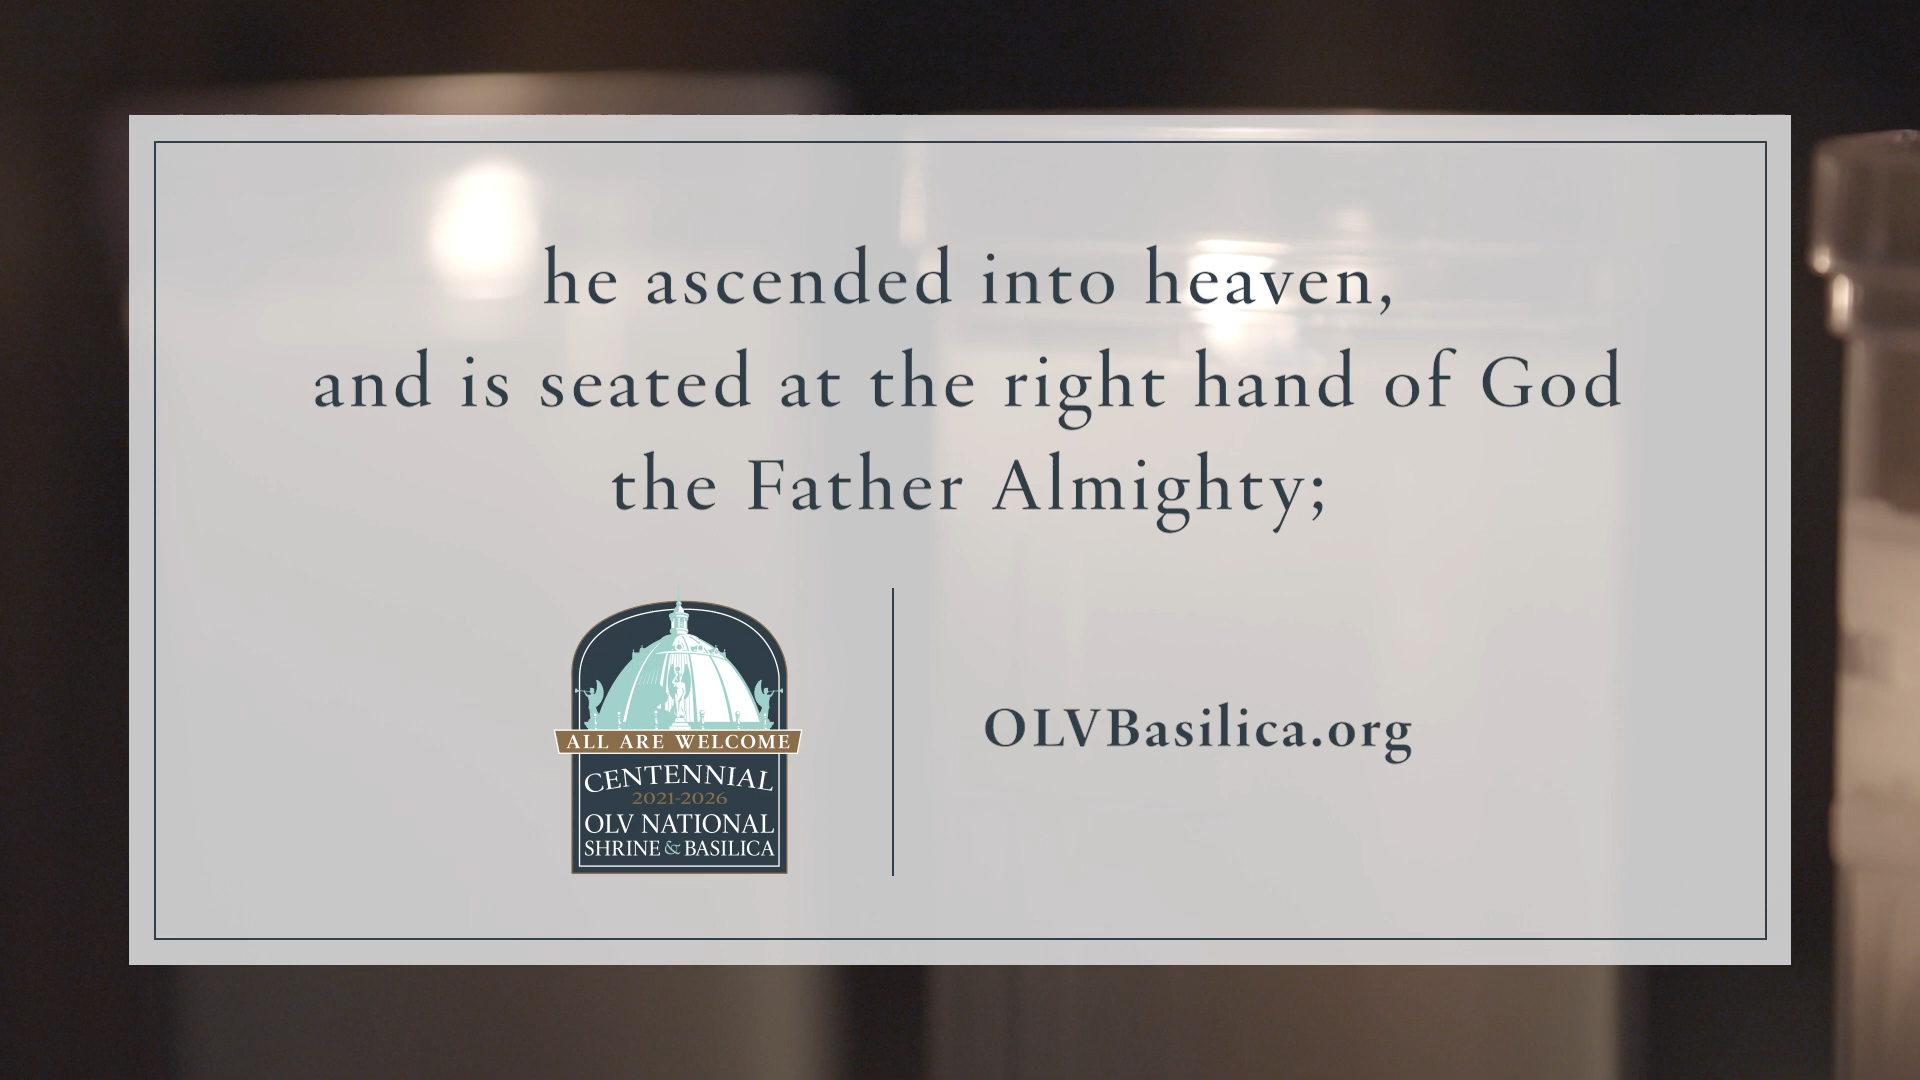 he ascended into heaven,
and is seated at the right hand of God
the Father Almighty;
ALL ARE WELCOME
CENTENNIAL
2021-2026
OLV NATIONAL
SHRINE & BASILICA
OLVBasilica.org